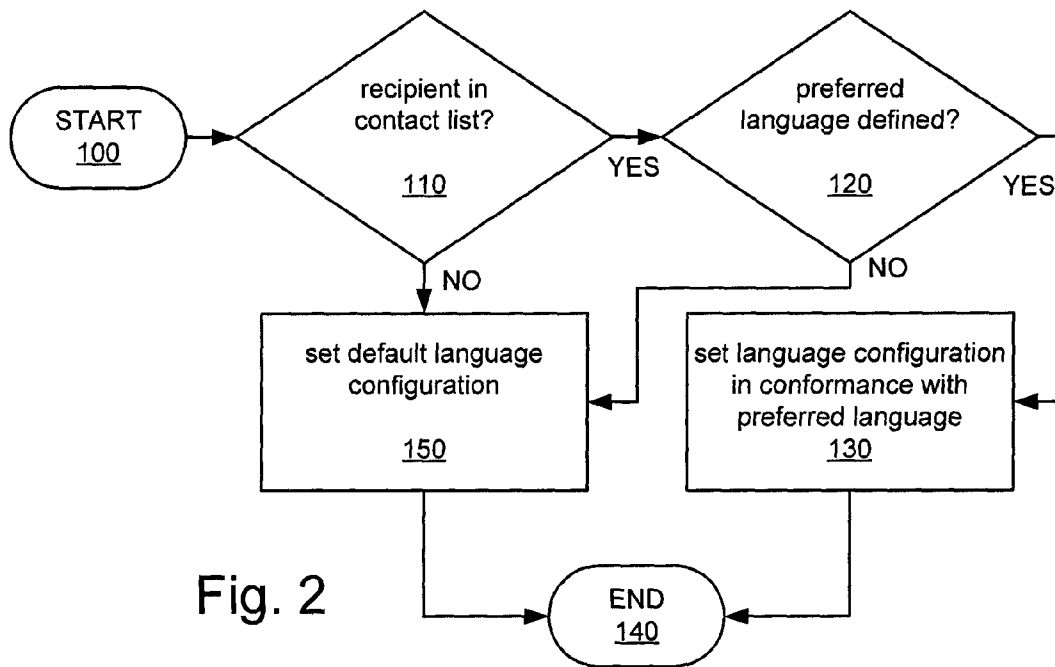 START
100
recipient in
contact list?
110
YES
preferred
language defined?
120
YES
NO
NO
set default language
configuration
150
set language configuration
in conformance with
preferred language
130
Fig. 2
END
140